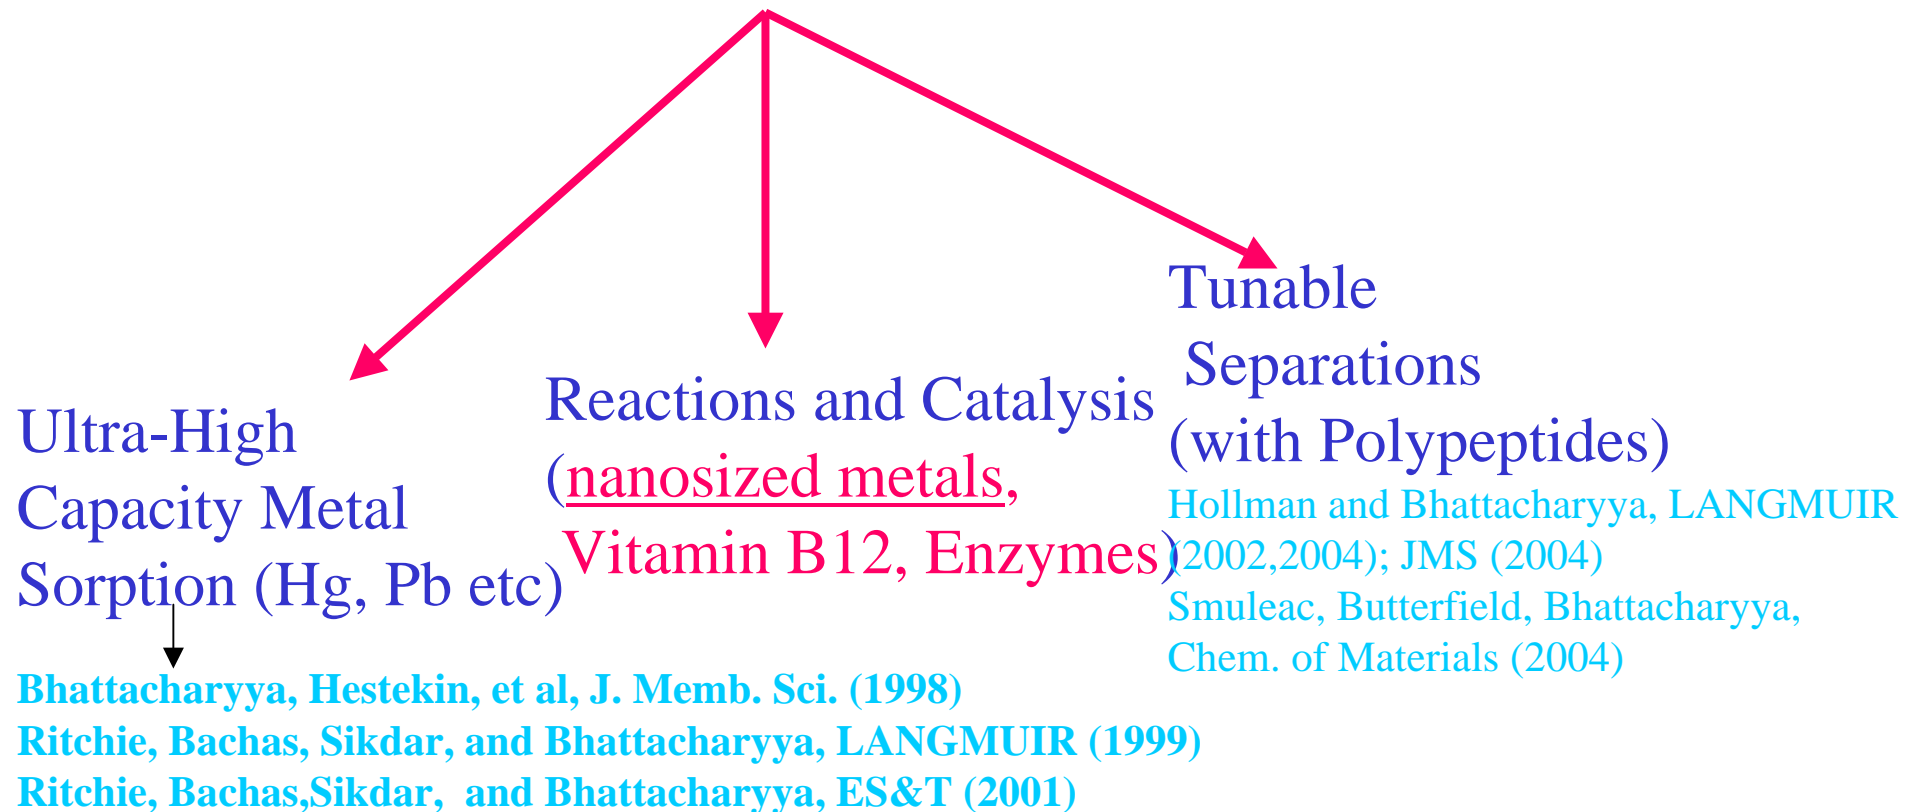 Ultra-High
Capacity Metal
Sorption (Hg, Pb etc)
Bhattacharyya, Hestekin, et al, J. Memb. Sci. (1998)
Ritchie, Bachas, Sikdar, and Bhattacharyya, LANGMUIR (1999)
Ritchie, Bachas,Sikdar, and Bhattacharyya, ES&T (2001)
Reactions and Catalysis
(nanosized metals,
Vitamin B12, Enzymes)
Tunable
Separations
(with Polypeptides)
Hollman and Bhattacharyya, LANGMUIR
(2002,2004); JMS (2004)
Smuleac, Butterfield, Bhattacharyya,
Chem. of Materials (2004)